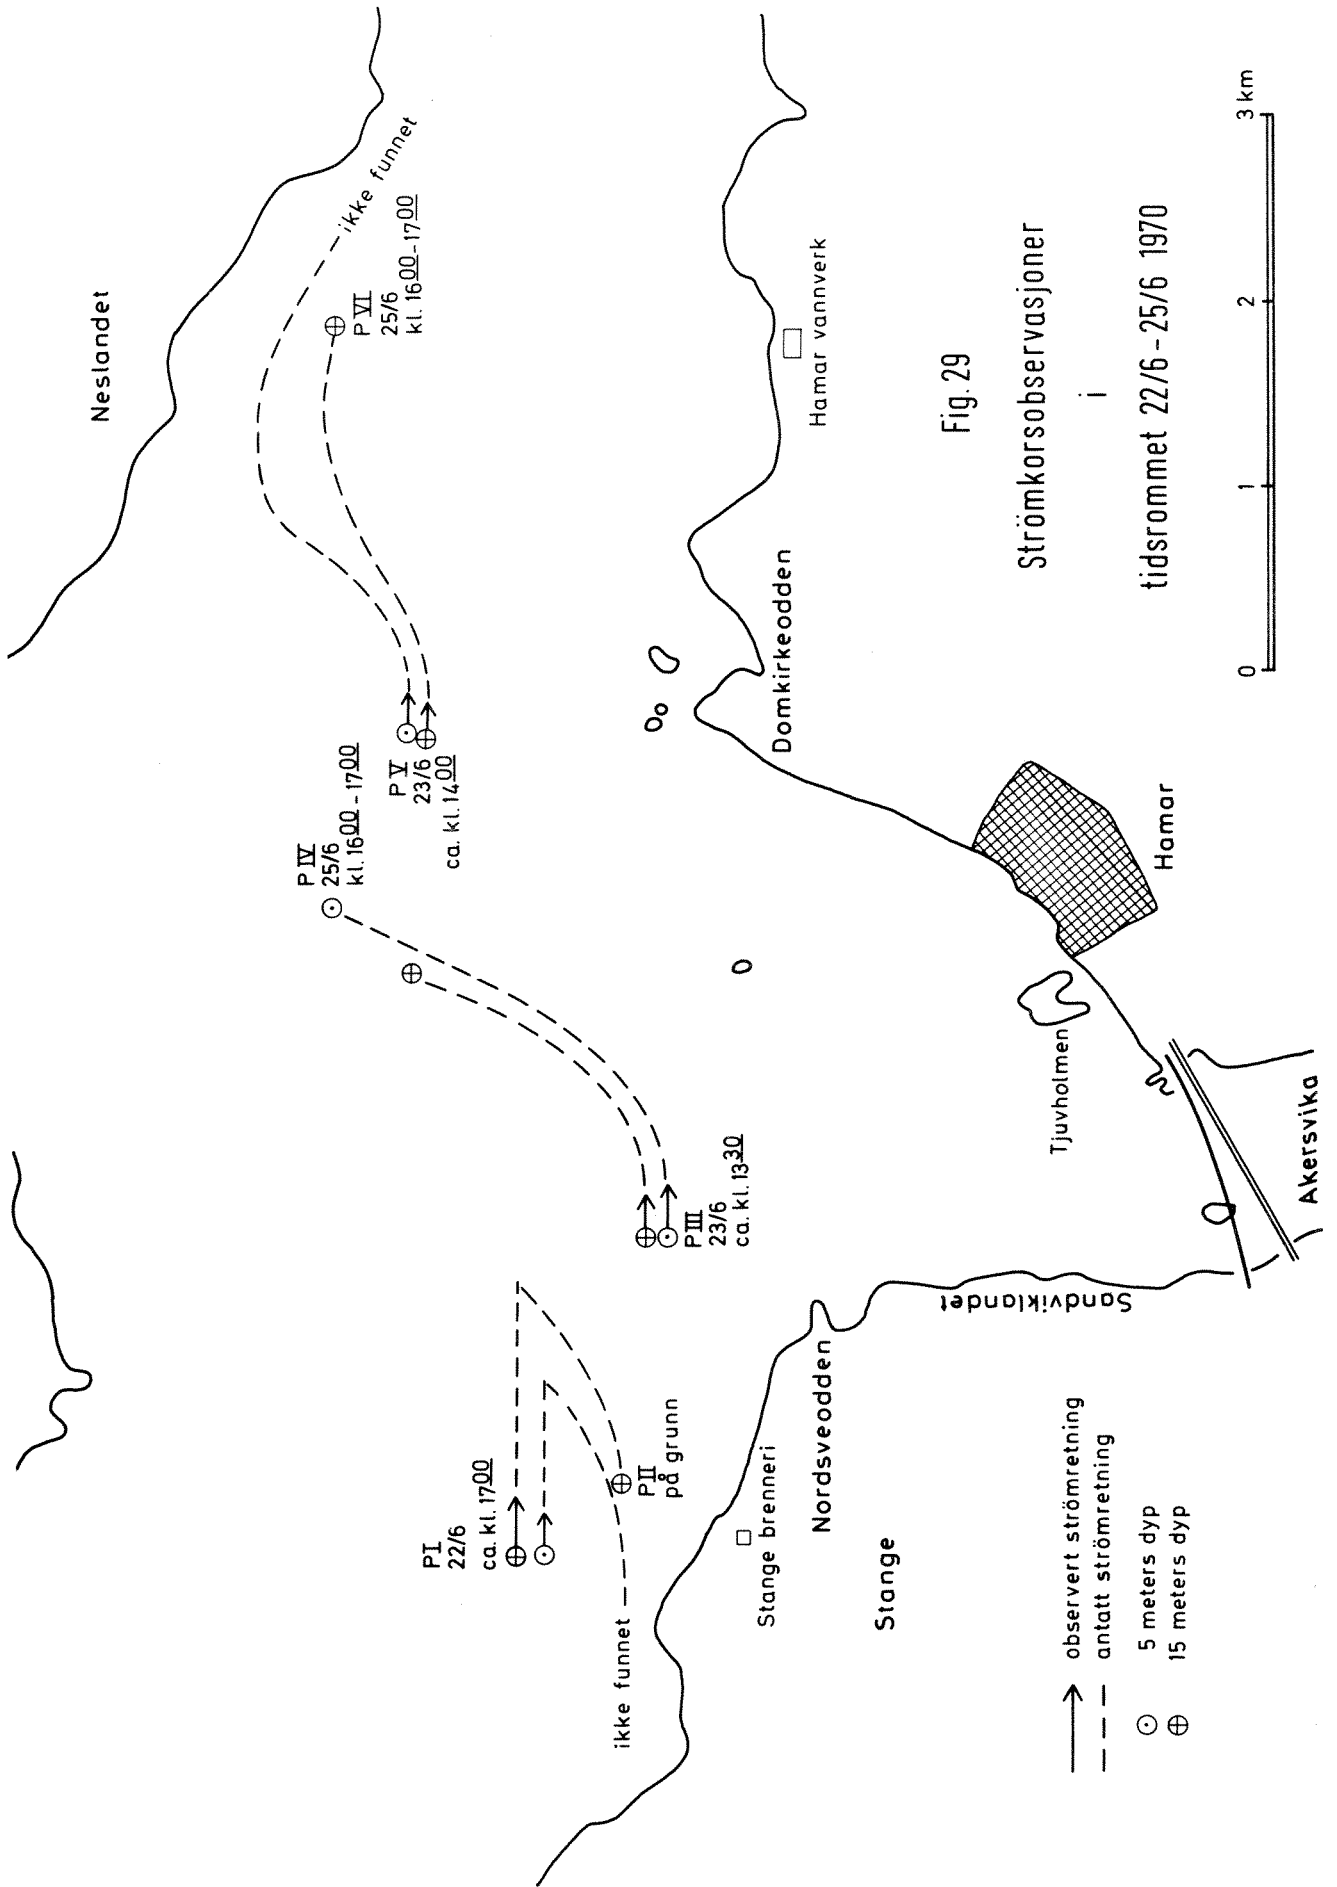 Neslandet
ikke funnet
P VI
25/6
kl. 16 00 - 17 00
P IV
25/6
kl. 16 00 - 17 00
P V
23/6
ca. kl. 14 00
P I
22/6
ca. kl. 17 00
P III
23/6
ca. kl. 13 30
P II
på grunn
ikke funnet
Stange brenneri
Nordsveodden
Stange
Sandviklandet
Tjuvholmen
Akersvika
Hamar
Domkirkeodden
Hamar vannverk
Fig. 29
Strömkorsobservasjoner
i
tidsrommet 22/6 - 25/6 1970
0 1 2 3 km
observert strömretning
antatt strömretning
5 meters dyp
15 meters dyp